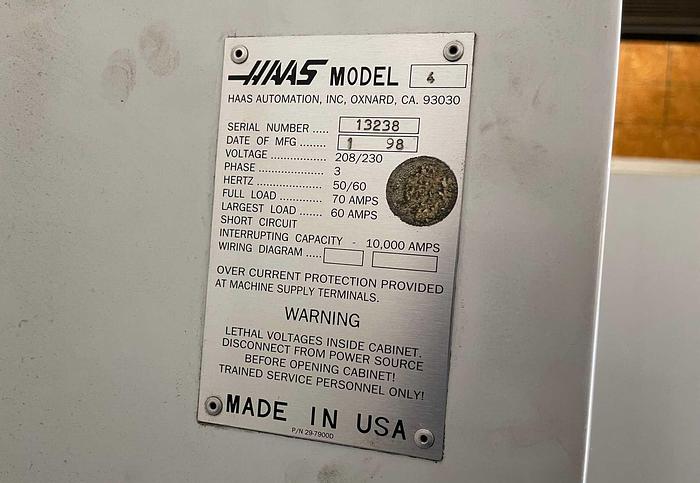 HAAS MODEL 4
HAAS AUTOMATION, INC, OXNARD, CA. 93030
SERIAL NUMBER ..... 13238
DATE OF MFG ........ 1 98
VOLTAGE ................ 208/230
PHASE ..................... 3
HERTZ ..................... 50/60
FULL LOAD ............. 70 AMPS
LARGEST LOAD ...... 60 AMPS
SHORT CIRCUIT
INTERRUPTING CAPACITY - 10,000 AMPS
WIRING DIAGRAM .....
OVER CURRENT PROTECTION PROVIDED
AT MACHINE SUPPLY TERMINALS.
WARNING
LETHAL VOLTAGES INSIDE CABINET.
DISCONNECT FROM POWER SOURCE
BEFORE OPENING CABINET!
TRAINED SERVICE PERSONNEL ONLY!
MADE IN USA
P/N 29-7900D